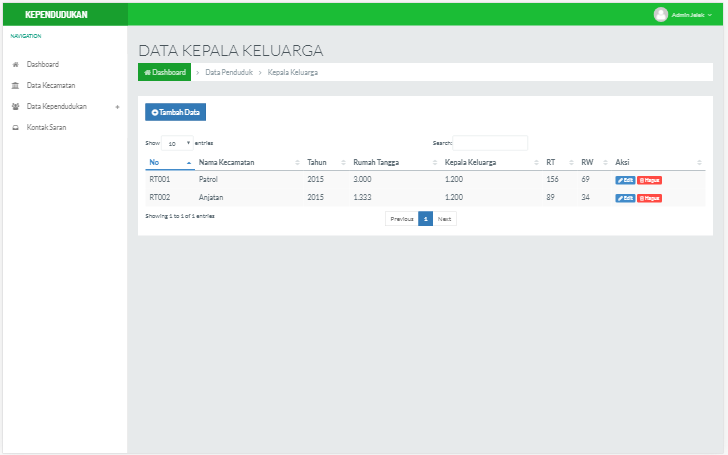 KEPENDUDUKAN
Admin Jelek
NAVIGATION
Dashboard
Data Kecamatan
Data Kependudukan +
Kontak Saran
DATA KEPALA KELUARGA
Dashboard > Data Penduduk > Kepala Keluarga
Tambah Data
Show 10 entries Search:
No Nama Kecamatan Tahun Rumah Tangga Kepala Keluarga RT RW Aksi
RT001 Patrol 2015 3.000 1.200 156 69 Edit Hapus
RT002 Anjatan 2015 1.333 1.200 89 34 Edit Hapus
Showing 1 to 1 of 1 entries
Previous 1 Next